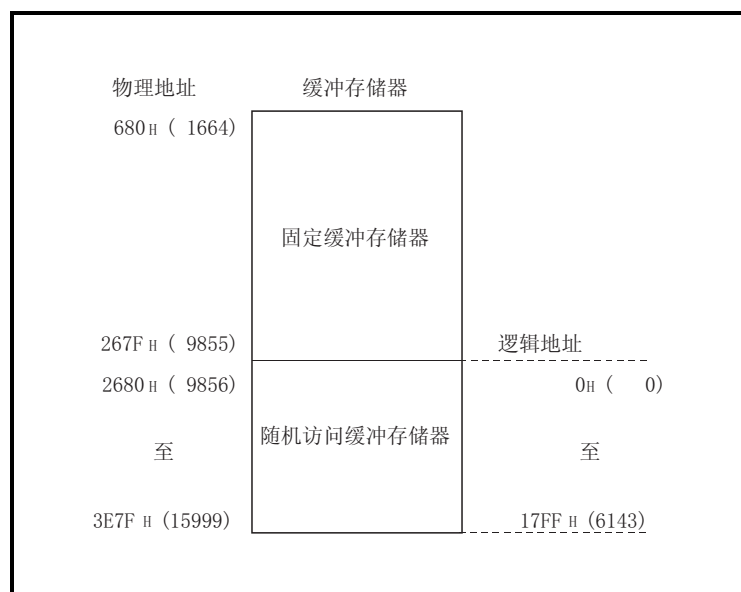 物理地址 缓冲存储器
680H ( 1664)
固定缓冲存储器
267FH ( 9855) 逻辑地址
2680H ( 9856) 0H ( 0)
随机访问缓冲存储器
至 至
3E7FH (15999) 17FFH (6143)